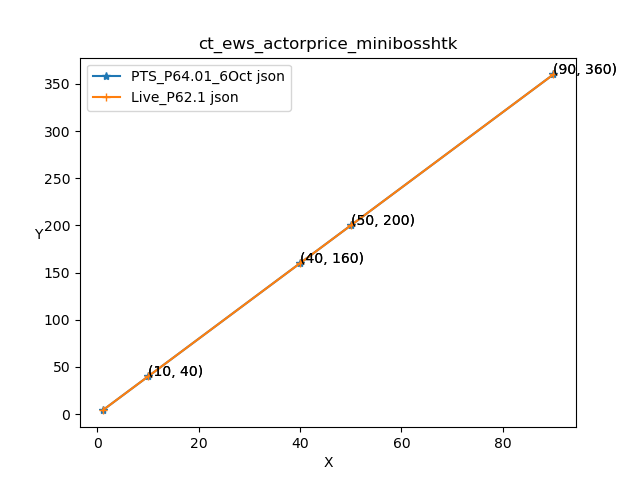 ct_ews_actorprice_minibosshtk
PTS_P64.01_6Oct json
Live_P62.1 json
(90, 360)
(50, 200)
(40, 160)
(10, 40)
Y
350
300
250
200
150
100
50
0
0 20 40 60 80
X